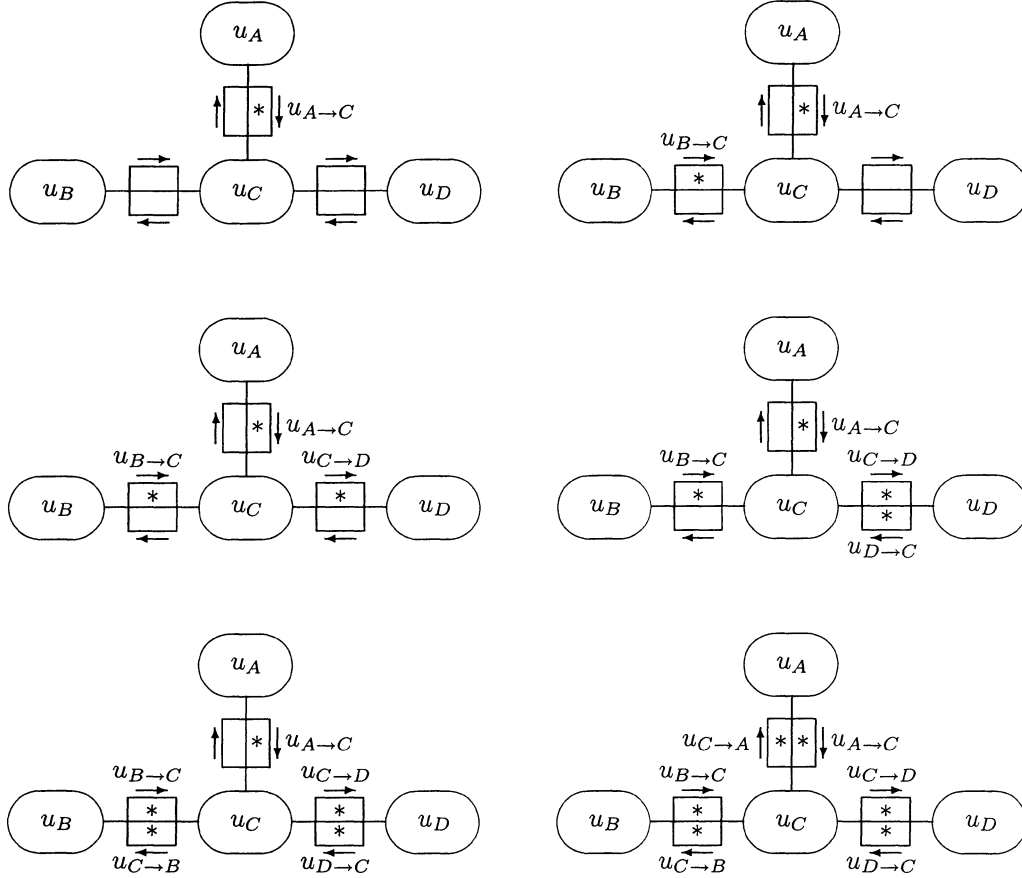 u_A u_A
* u_{A→C} * u_{A→C}
u_{B→C}
*
u_B u_C u_D u_B u_C u_D
u_A u_A
* u_{A→C} * u_{A→C}
u_{B→C} u_{C→D} u_{B→C} u_{C→D}
* * * *
u_B u_C u_D u_B u_C u_D
*
u_{D→C}
u_A u_A
* u_{A→C} u_{C→A} * * u_{A→C}
u_{B→C} u_{C→D} u_{B→C} u_{C→D}
* * * *
u_B u_C u_D u_B u_C u_D
* * * *
u_{C→B} u_{D→C} u_{C→B} u_{D→C}